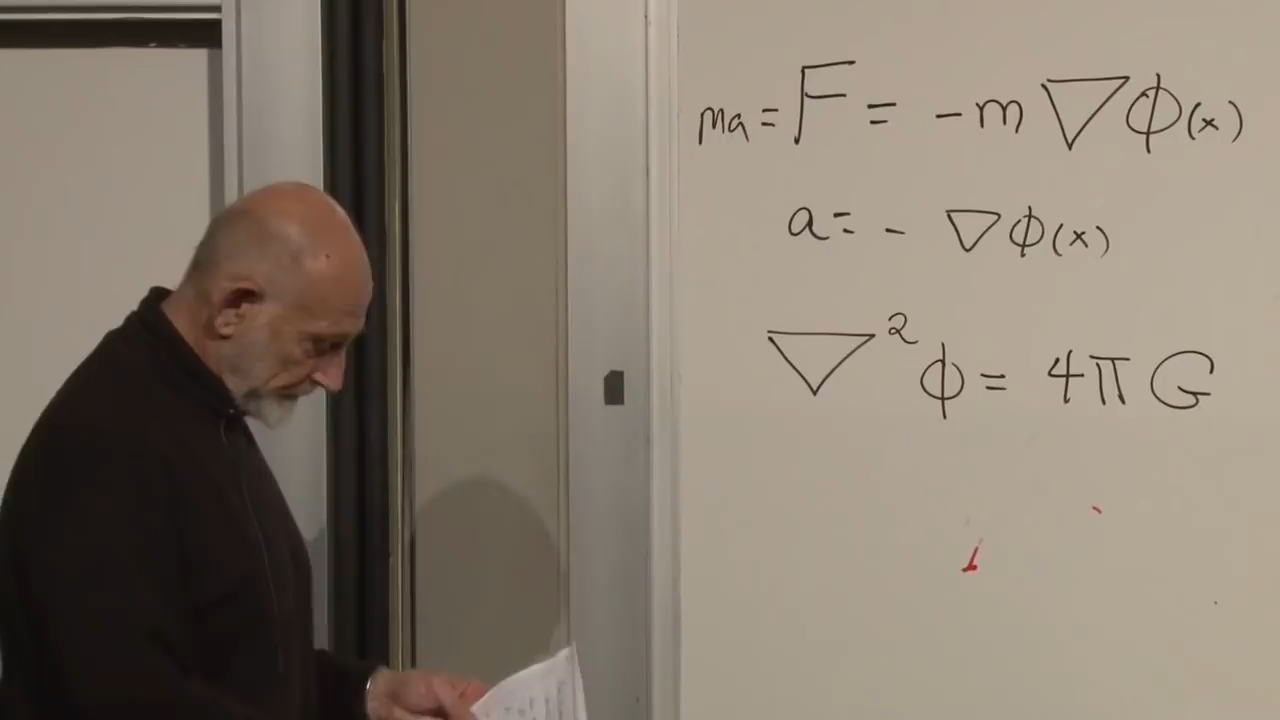 ma = F = -m ∇ϕ(x)
a = - ∇ϕ(x)
∇²ϕ = 4π G